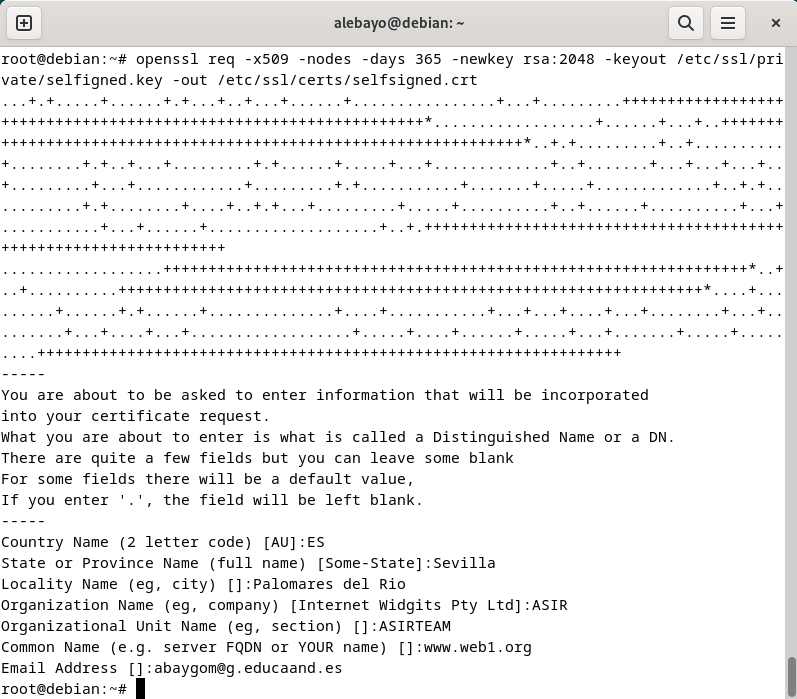 alebayo@debian: ~
root@debian:~# openssl req -x509 -nodes -days 365 -newkey rsa:2048 -keyout /etc/ssl/pri
vate/selfigned.key -out /etc/ssl/certs/selfsigned.crt
...+.+.....+......+.+...+..+...+......+................+...+.........++++++++++++++++++
+++++++++++++++++++++++++++++++++++++++++++++++*..................+......+...+..+++++++
++++++++++++++++++++++++++++++++++++++++++++++++++++++++++*..+.+.........+..+..........
+........+.+..+...+.........+.+......+.....+...+.............+..+.......+...+...+...+..
+.........+...+............+.........+.+...........+.......+.....+.............+..+.+..
.........+.+........+....+..+.+...+.........+.....+..........+..+......+..........+...+
...........+...+......+...................+..+.++++++++++++++++++++++++++++++++++++++++
+++++++++++++++++++++++++
..................+++++++++++++++++++++++++++++++++++++++++++++++++++++++++++++++++*..+
..+..........+++++++++++++++++++++++++++++++++++++++++++++++++++++++++++++++++*....+...
......+......+.+......+..............+....+...........+...+...+....+...+........+...+..
.......+...+....+...+..................+.....+....+......+.....+...+.......+.....+.....
....+++++++++++++++++++++++++++++++++++++++++++++++++++++++++++++++++
-----
You are about to be asked to enter information that will be incorporated
into your certificate request.
What you are about to enter is what is called a Distinguished Name or a DN.
There are quite a few fields but you can leave some blank
For some fields there will be a default value,
If you enter '.', the field will be left blank.
-----
Country Name (2 letter code) [AU]:ES
State or Province Name (full name) [Some-State]:Sevilla
Locality Name (eg, city) []:Palomares del Rio
Organization Name (eg, company) [Internet Widgits Pty Ltd]:ASIR
Organizational Unit Name (eg, section) []:ASIRTEAM
Common Name (e.g. server FQDN or YOUR name) []:www.web1.org
Email Address []:abaygom@g.educaand.es
root@debian:~#